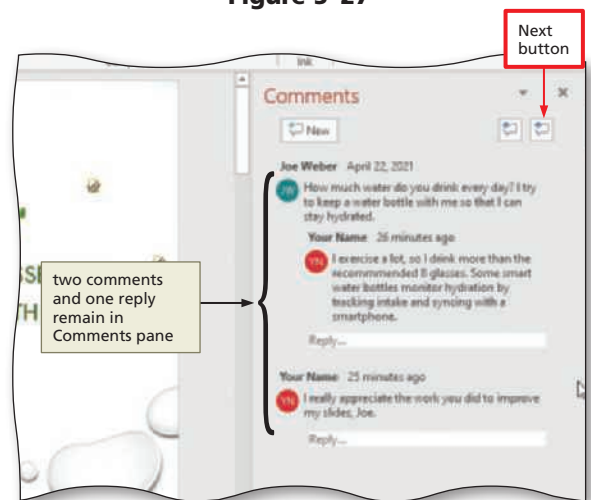 Figure 5-27
Next
button
Ink
Comments
New
Joe Weber April 22, 2021
JW
How much water do you drink every day? I try
to keep a water bottle with me so that I can
stay hydrated.
Your Name 26 minutes ago
YN
I exercise a lot, so I drink more than the
recommmended 8 glasses. Some smart
water bottles monitor hydration by
tracking intake and syncing with a
smartphone.
Reply...
two comments
and one reply
remain in
Comments pane
Your Name 25 minutes ago
YN
I really appreciate the work you did to improve
my slides, Joe.
Reply...